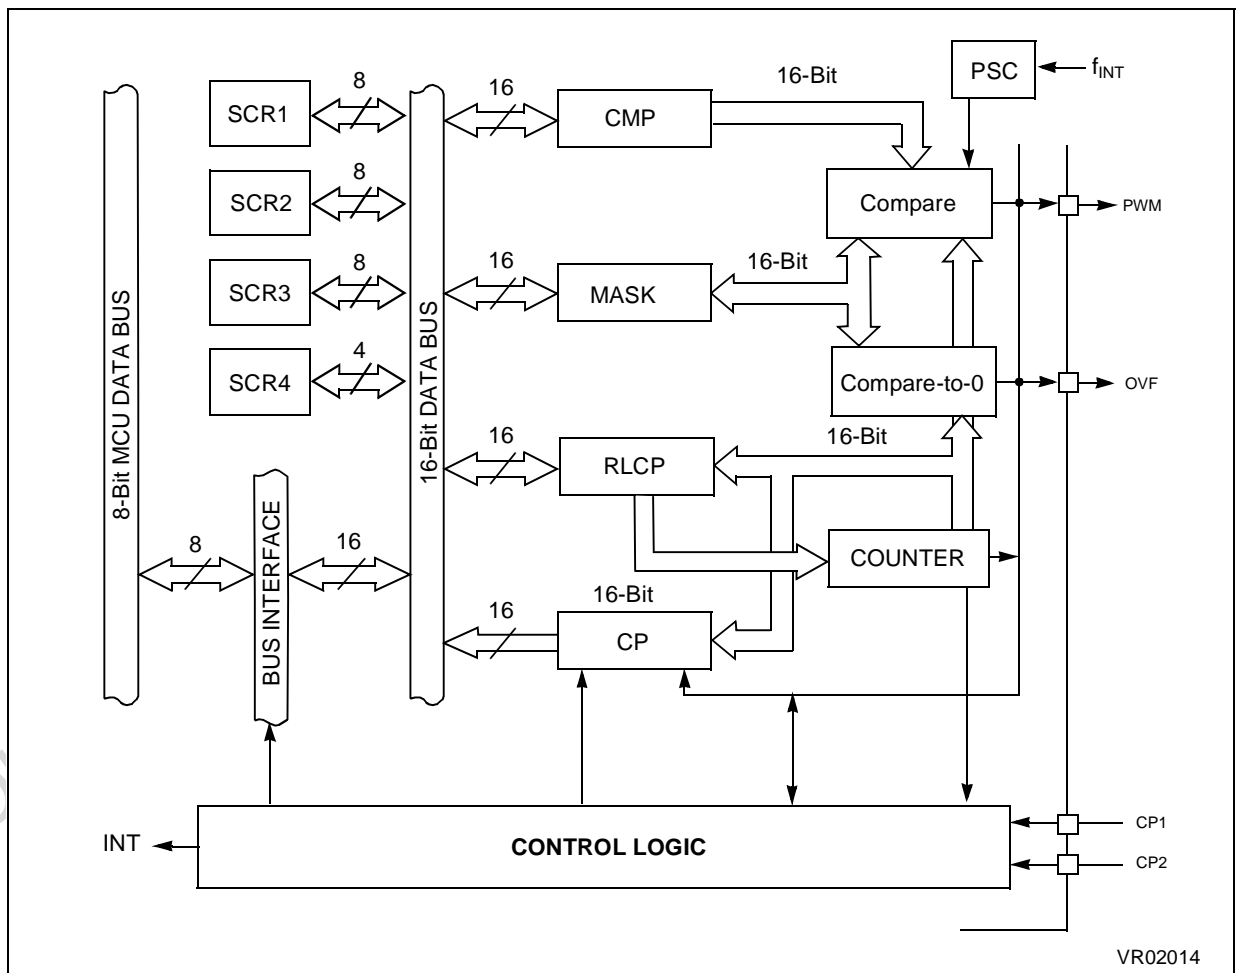 16-Bit
PSC
fINT
8
16
SCR1
CMP
8
SCR2
Compare
PWM
8
16
16-Bit
SCR3
MASK
4
SCR4
Compare-to-0
OVF
8-Bit MCU DATA BUS
16-Bit DATA BUS
16
16-Bit
RLCP
BUS INTERFACE
8
16
COUNTER
16-Bit
16
CP
INT
CONTROL LOGIC
CP1
CP2
VR02014